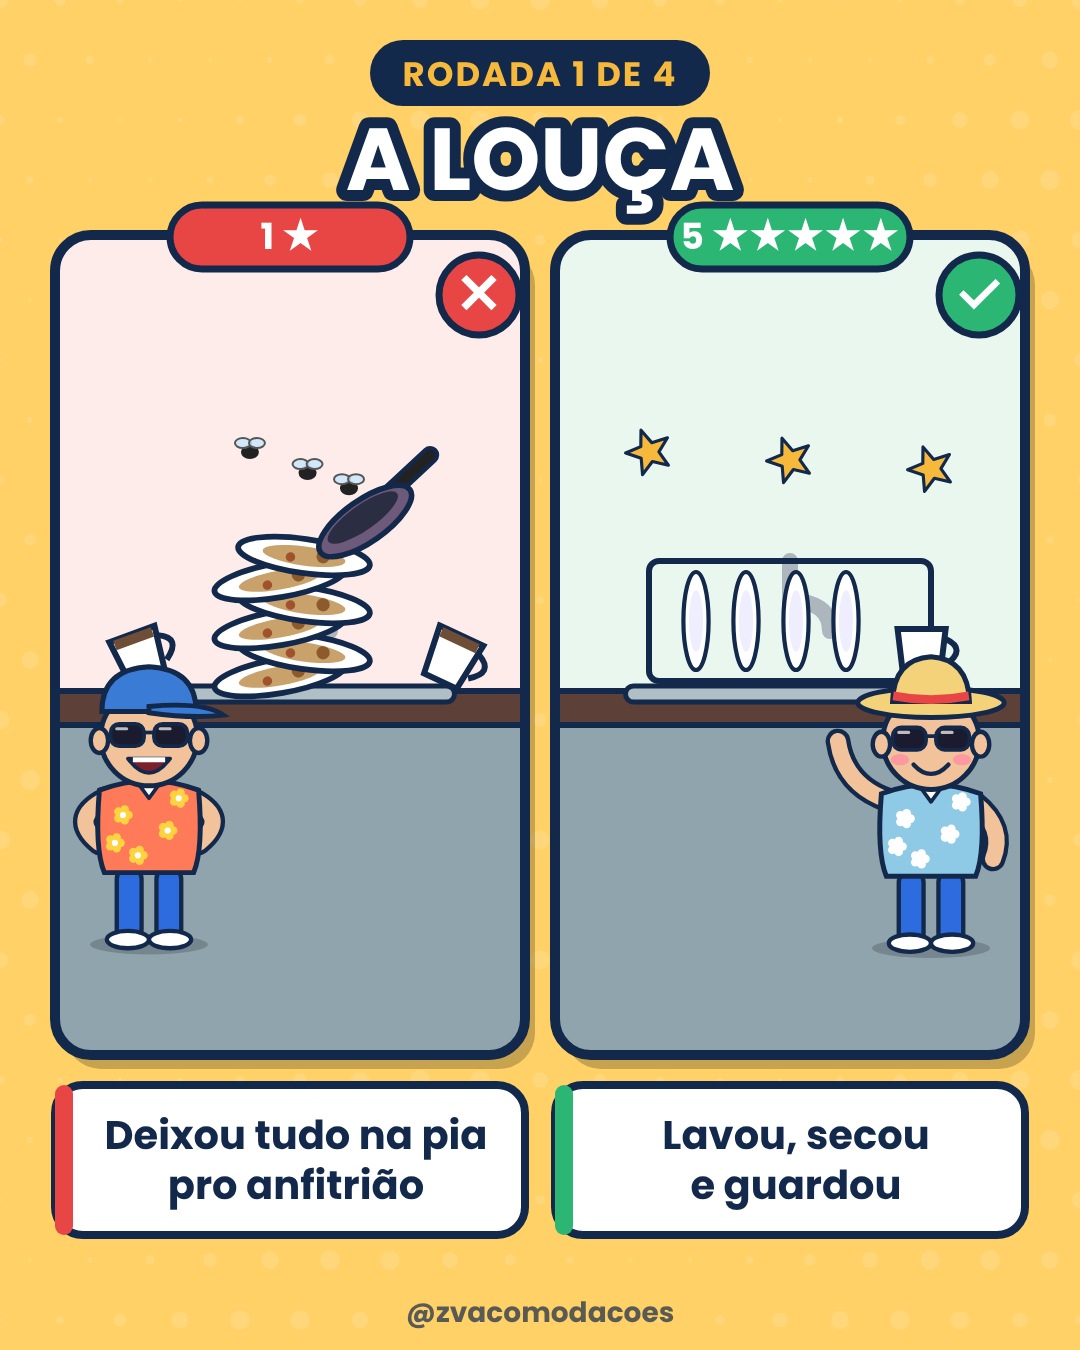 RODADA 1 DE 4
A LOUÇA
1 ★
5 ★★★★★
Deixou tudo na pia
pro anfitrião
Lavou, secou
e guardou
@zvacomodacoes